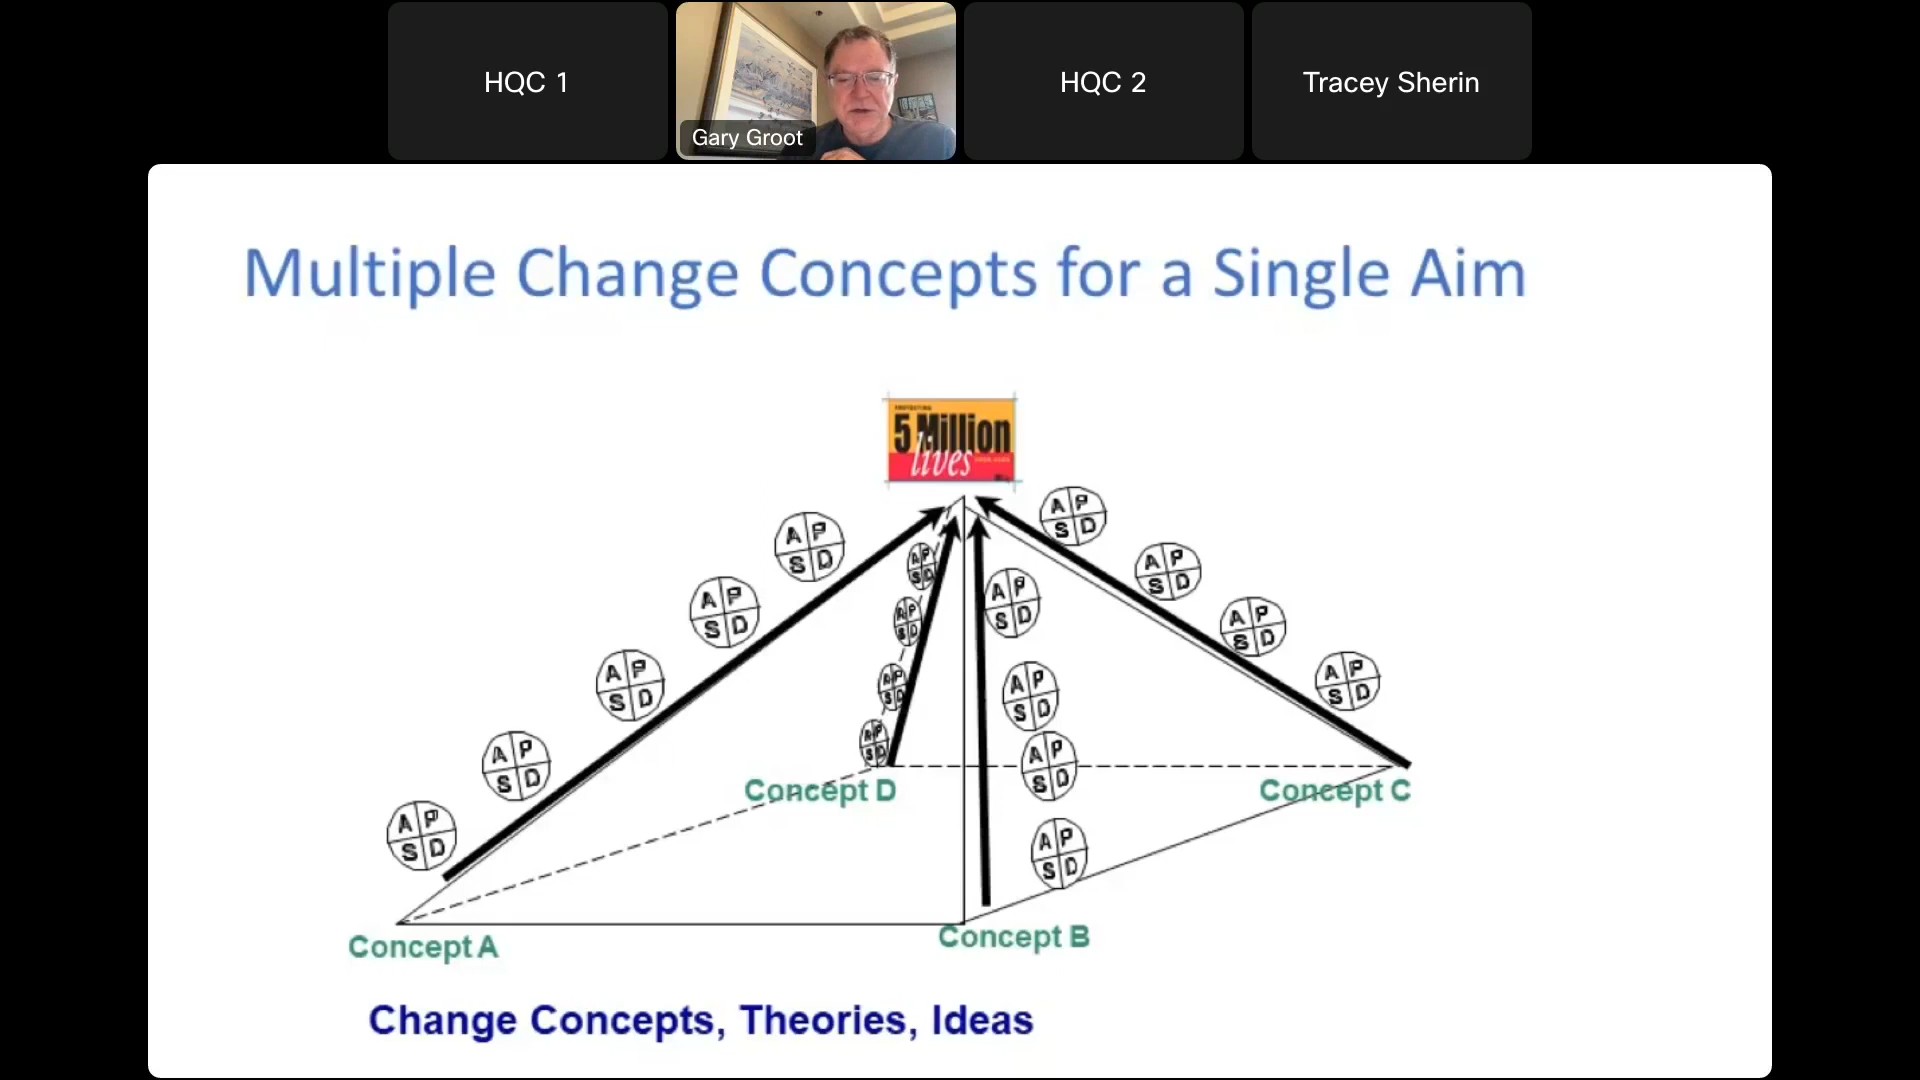 HQC 1
Gary Groot
HQC 2
Tracey Sherin
Multiple Change Concepts for a Single Aim
5 Million
lives
A P
S D
A P
S D
A P
S D
A P
S D
A P
S D
A P
S D
A P
S D
A P
S D
A P
S D
A P
S D
A P
S D
A P
S D
A P
S D
A P
S D
A P
S D
A P
S D
A P
S D
Concept D
Concept C
Concept A
Concept B
Change Concepts, Theories, Ideas